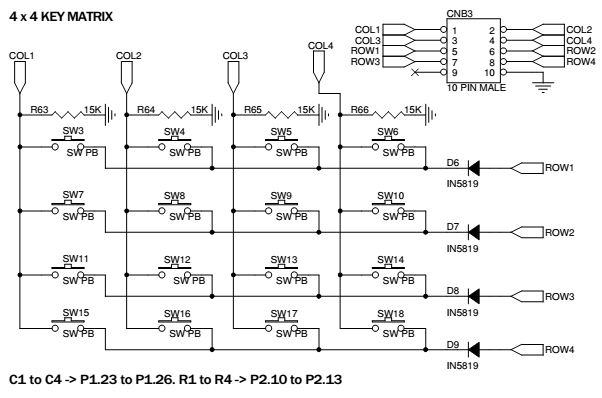 4 x 4 KEY MATRIX
CNB3
COL1 1 2 COL2
COL3 3 4 COL4
ROW1 5 6 ROW2
ROW3 7 8 ROW4
9 10
10 PIN MALE
COL1 COL2 COL3 COL4
R63 15K R64 15K R65 15K R66 15K
SW3 SW4 SW5 SW6
SW PB SW PB SW PB SW PB
D6 ROW1
IN5819
SW7 SW8 SW9 SW10
SW PB SW PB SW PB SW PB
D7 ROW2
IN5819
SW11 SW12 SW13 SW14
SW PB SW PB SW PB SW PB
D8 ROW3
IN5819
SW15 SW16 SW17 SW18
SW PB SW PB SW PB SW PB
D9 ROW4
IN5819
C1 to C4 -> P1.23 to P1.26. R1 to R4 -> P2.10 to P2.13